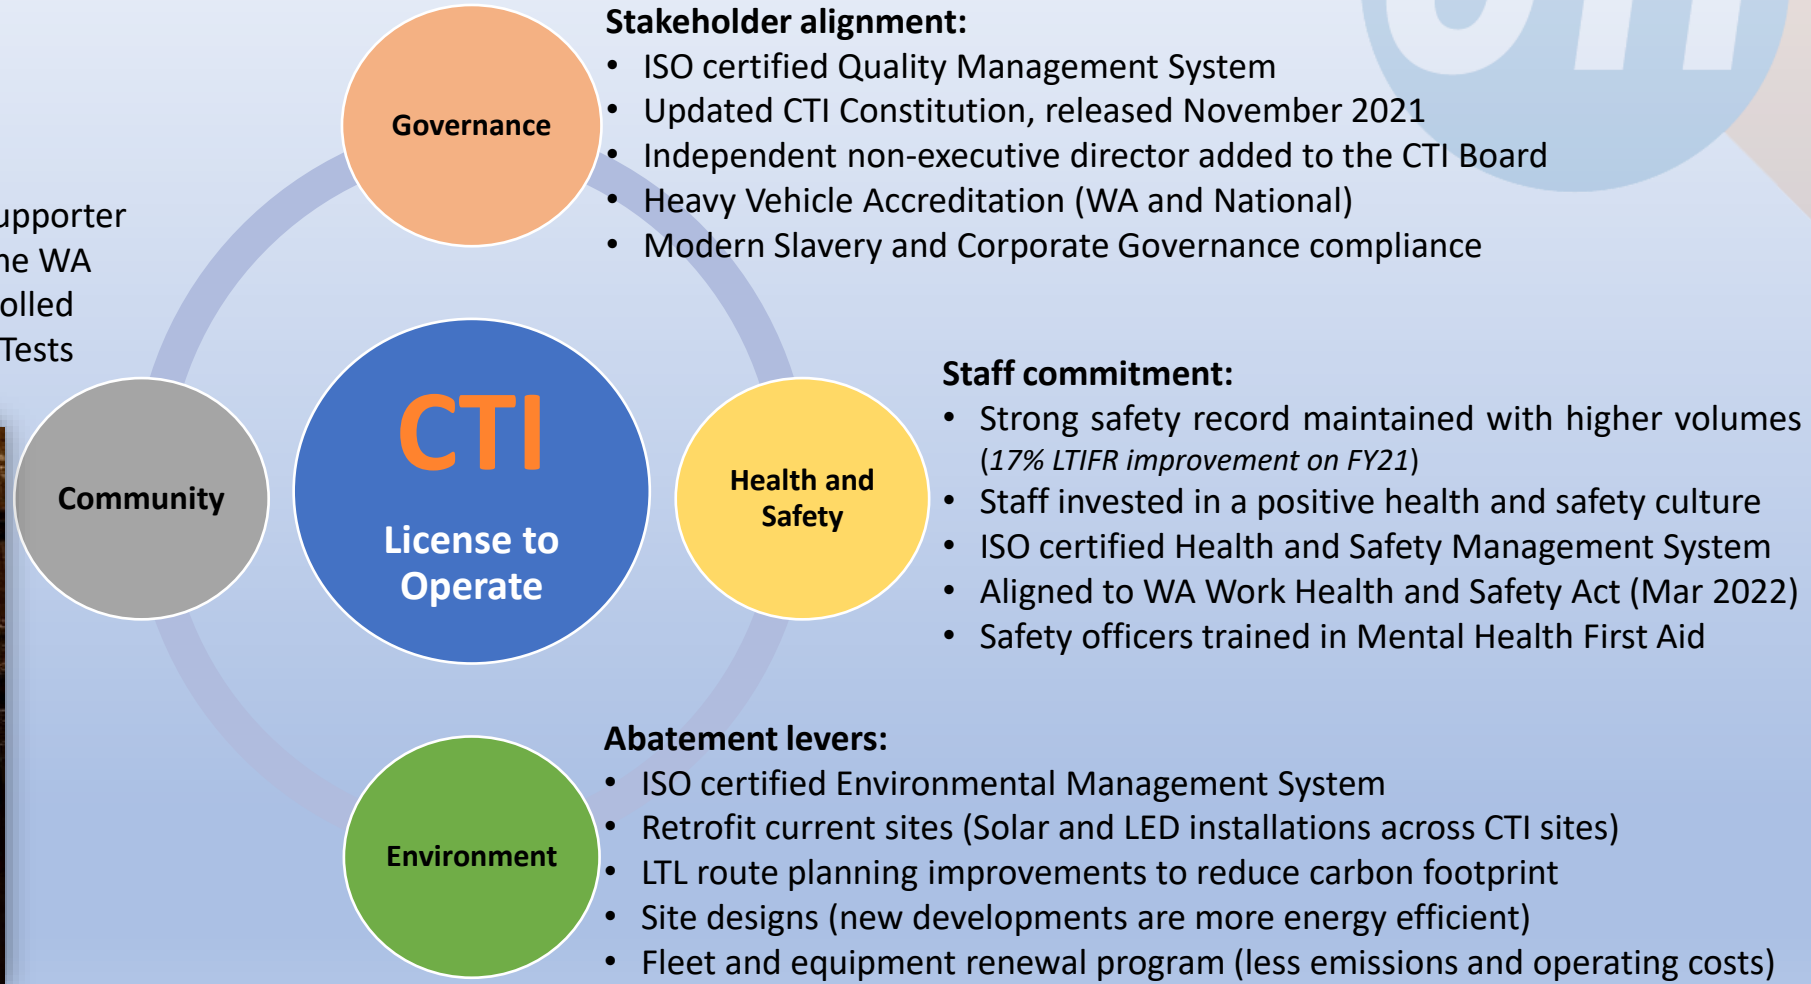 Stakeholder alignment:
• ISO certified Quality Management System
• Updated CTI Constitution, released November 2021
• Independent non-executive director added to the CTI Board
• Heavy Vehicle Accreditation (WA and National)
• Modern Slavery and Corporate Governance compliance
Governance
WA
Tests
Community
CTI
License to
Operate
Health and
Safety
Staff commitment:
• Strong safety record maintained with higher volumes
(17% LTIFR improvement on FY21)
• Staff invested in a positive health and safety culture
• ISO certified Health and Safety Management System
• Aligned to WA Work Health and Safety Act (Mar 2022)
• Safety officers trained in Mental Health First Aid
Environment
Abatement levers:
• ISO certified Environmental Management System
• Retrofit current sites (Solar and LED installations across CTI sites)
• LTL route planning improvements to reduce carbon footprint
• Site designs (new developments are more energy efficient)
• Fleet and equipment renewal program (less emissions and operating costs)